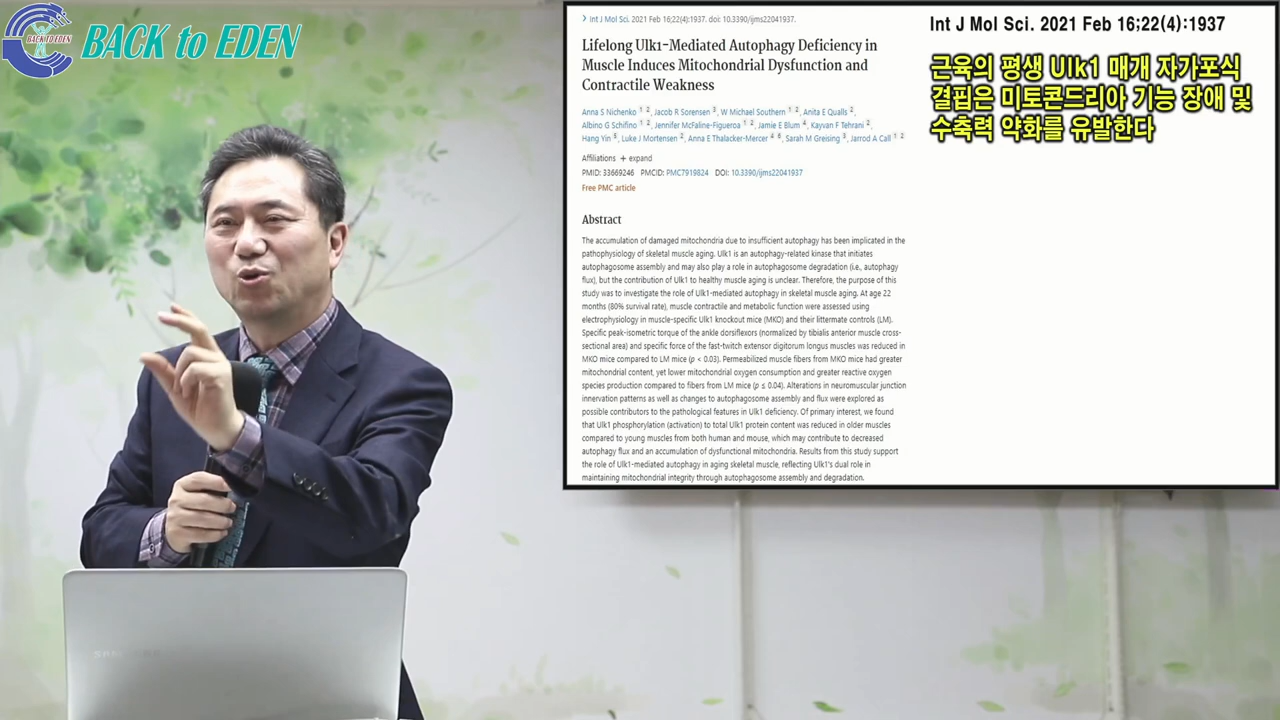 BACK TO EDEN
BACK to EDEN
> Int J Mol Sci. 2021 Feb 16;22(4):1937. doi: 10.3390/ijms22041937.
Lifelong Ulk1-Mediated Autophagy Deficiency in
Muscle Induces Mitochondrial Dysfunction and
Contractile Weakness
Anna S Nichenko 1 2, Jacob R Sorensen 3, W Michael Southern 1 2, Anita E Qualls 2,
Albino G Schifino 1 2, Jennifer McFaline-Figueroa 1 2, Jamie E Blum 4, Kayvan F Tehrani 2,
Hang Yin 5, Luke J Mortensen 2, Anna E Thalacker-Mercer 4 6, Sarah M Greising 3, Jarrod A Call 1 2
Affiliations + expand
PMID: 33669246 PMCID: PMC7919824 DOI: 10.3390/ijms22041937
Free PMC article
Abstract
The accumulation of damaged mitochondria due to insufficient autophagy has been implicated in the
pathophysiology of skeletal muscle aging. Ulk1 is an autophagy-related kinase that initiates
autophagosome assembly and may also play a role in autophagosome degradation (i.e., autophagy
flux), but the contribution of Ulk1 to healthy muscle aging is unclear. Therefore, the purpose of this
study was to investigate the role of Ulk1-mediated autophagy in skeletal muscle aging. At age 22
months (80% survival rate), muscle contractile and metabolic function were assessed using
electrophysiology in muscle-specific Ulk1 knockout mice (MKO) and their littermate controls (LM).
Specific peak-isometric torque of the ankle dorsiflexors (normalized by tibialis anterior muscle cross-
sectional area) and specific force of the fast-twitch extensor digitorum longus muscles was reduced in
MKO mice compared to LM mice (p < 0.03). Permeabilized muscle fibers from MKO mice had greater
mitochondrial content, yet lower mitochondrial oxygen consumption and greater reactive oxygen
species production compared to fibers from LM mice (p ≤ 0.04). Alterations in neuromuscular junction
innervation patterns as well as changes to autophagosome assembly and flux were explored as
possible contributors to the pathological features in Ulk1 deficiency. Of primary interest, we found
that Ulk1 phosphorylation (activation) to total Ulk1 protein content was reduced in older muscles
compared to young muscles from both human and mouse, which may contribute to decreased
autophagy flux and an accumulation of dysfunctional mitochondria. Results from this study support
the role of Ulk1-mediated autophagy in aging skeletal muscle, reflecting Ulk1's dual role in
maintaining mitochondrial integrity through autophagosome assembly and degradation.
Int J Mol Sci. 2021 Feb 16;22(4):1937
근육의 평생 Ulk1 매개 자가포식
결핍은 미토콘드리아 기능 장애 및
수축력 약화를 유발한다